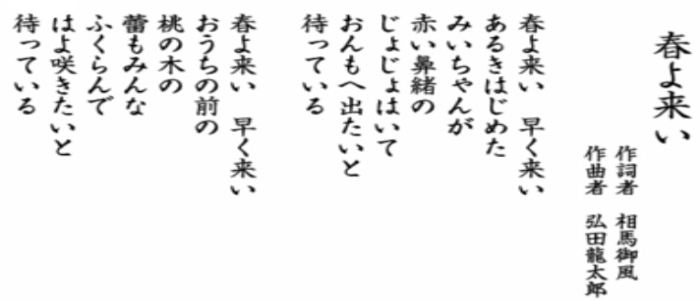 春よ来い
作詞者　相馬御風
作曲者　弘田龍太郎
春よ来い　早く来い
あるきはじめた
みいちゃんが
赤い鼻緒の
じょじょはいて
おんもへ出たいと
待っている
春よ来い　早く来い
おうちの前の
桃の木の
蕾もみんな
ふくらんで
はよ咲きたいと
待っている